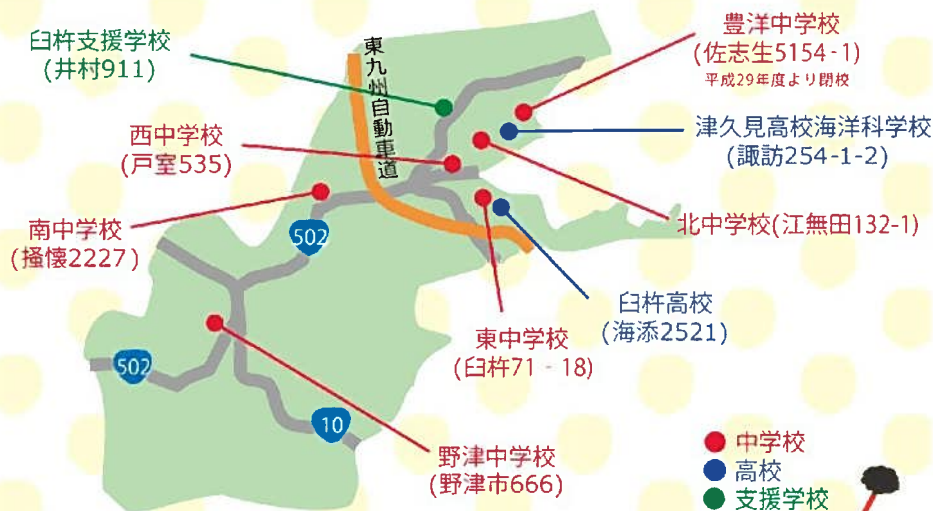 臼杵支援学校
(井村911)
東九州自動車道
豊洋中学校
(佐志生5154-1)
平成29年度より閉校
西中学校
(戸室535)
津久見高校海洋科学校
(諏訪254-1-2)
南中学校
(掻懐2227)
502
北中学校(江無田132-1)
臼杵高校
(海添2521)
東中学校
(臼杵71‐18)
502
10
野津中学校
(野津市666)
中学校
高校
支援学校